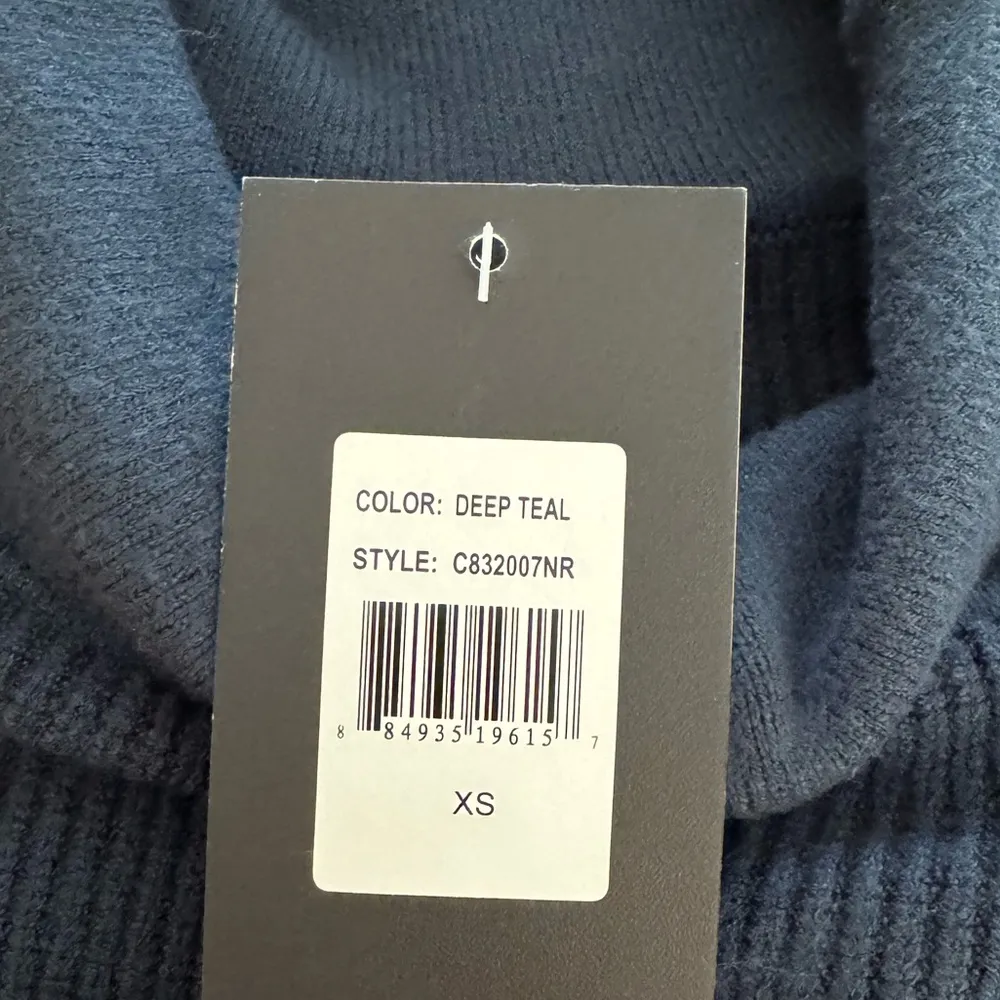 COLOR: DEEP TEAL
STYLE: C832007NR
8 84935 19615 7
XS